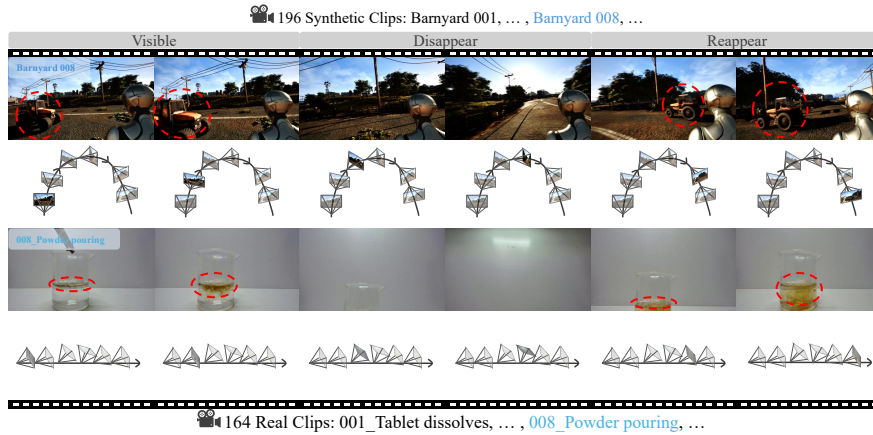 196 Synthetic Clips: Barnyard 001, … , Barnyard 008, …
Visible Disappear Reappear
Barnyard 008
008_Powder pouring
164 Real Clips: 001_Tablet dissolves, … , 008_Powder pouring, …